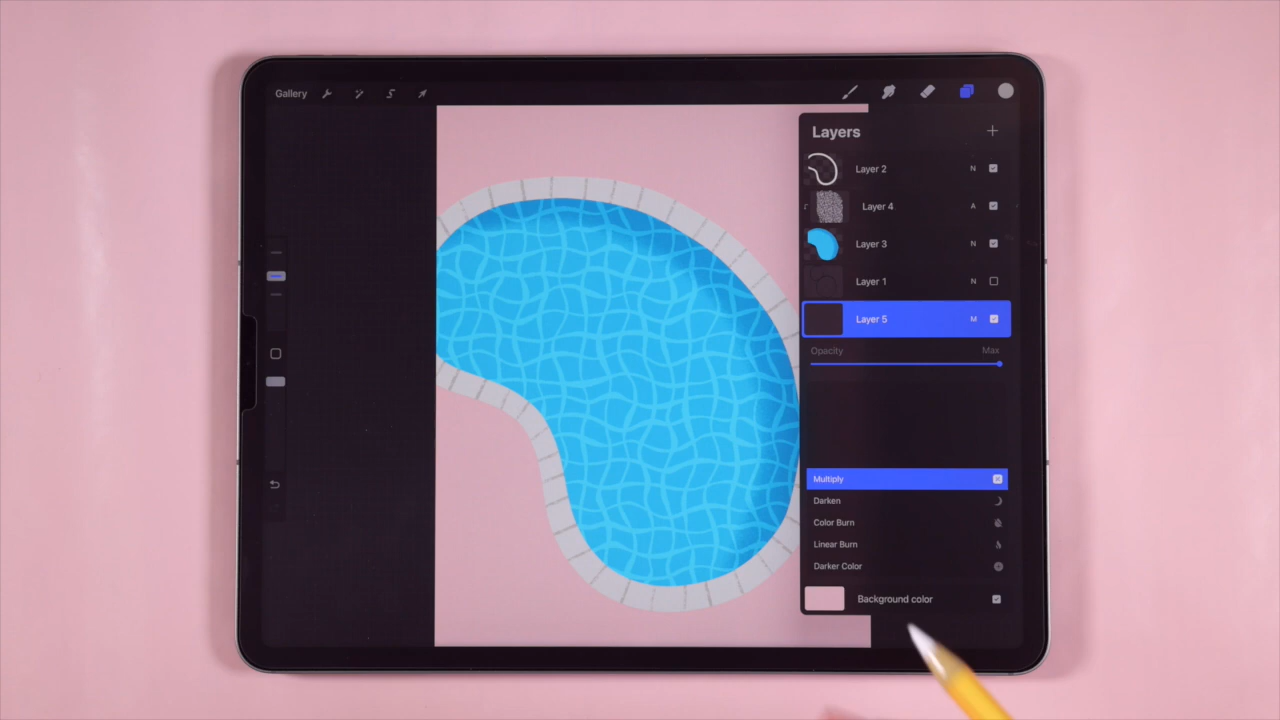 Gallery
Layers
Layer 2 N
Layer 4 A
Layer 3 N
Layer 1 N
Layer 5 M
Opacity Max
Multiply
Darken
Color Burn
Linear Burn
Darker Color
Background color